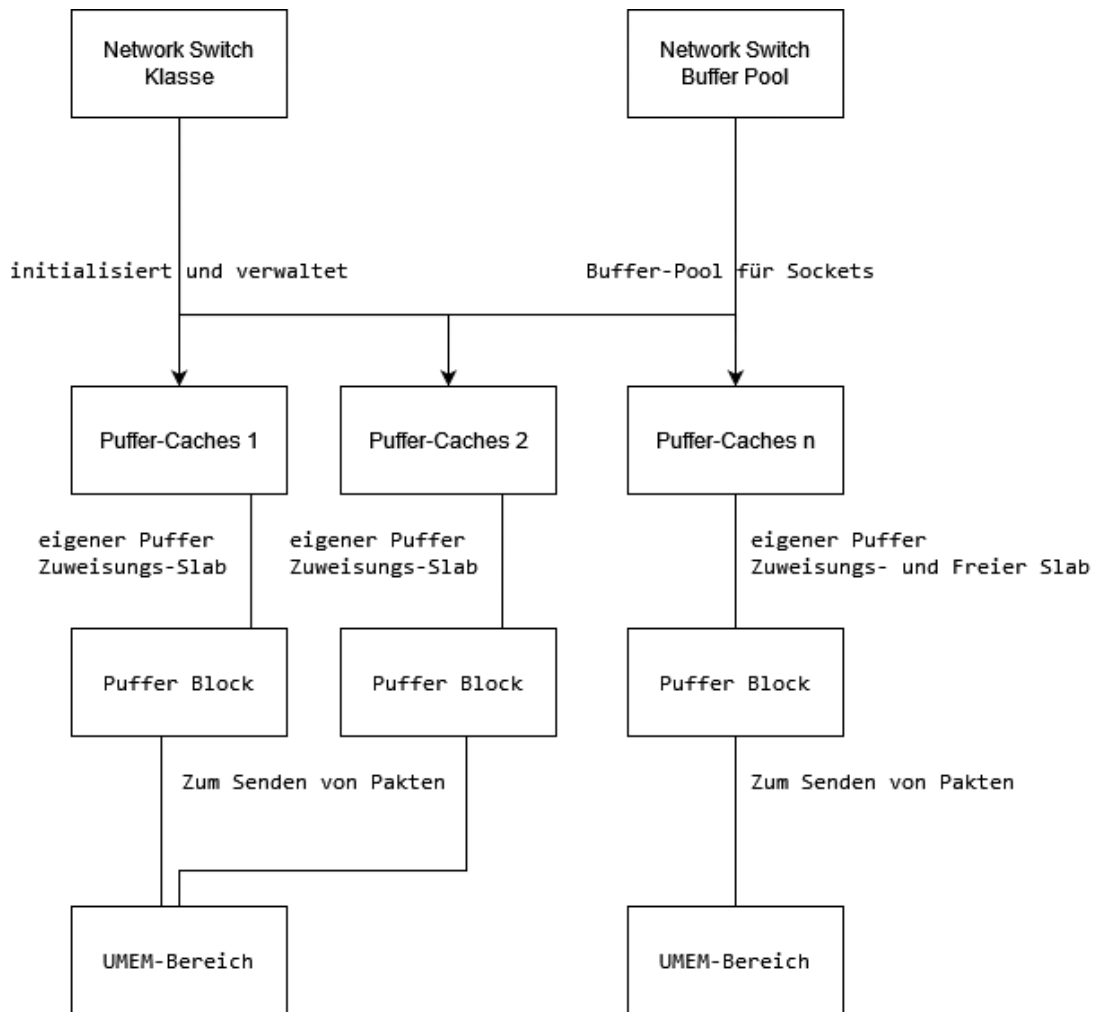 Network Switch
Klasse
Network Switch
Buffer Pool
initialisiert und verwaltet
Buffer-Pool für Sockets
Puffer-Caches 1
Puffer-Caches 2
Puffer-Caches n
eigener Puffer
Zuweisungs-Slab
eigener Puffer
Zuweisungs-Slab
eigener Puffer
Zuweisungs- und Freier Slab
Puffer Block
Puffer Block
Puffer Block
Zum Senden von Pakten
Zum Senden von Pakten
UMEM-Bereich
UMEM-Bereich